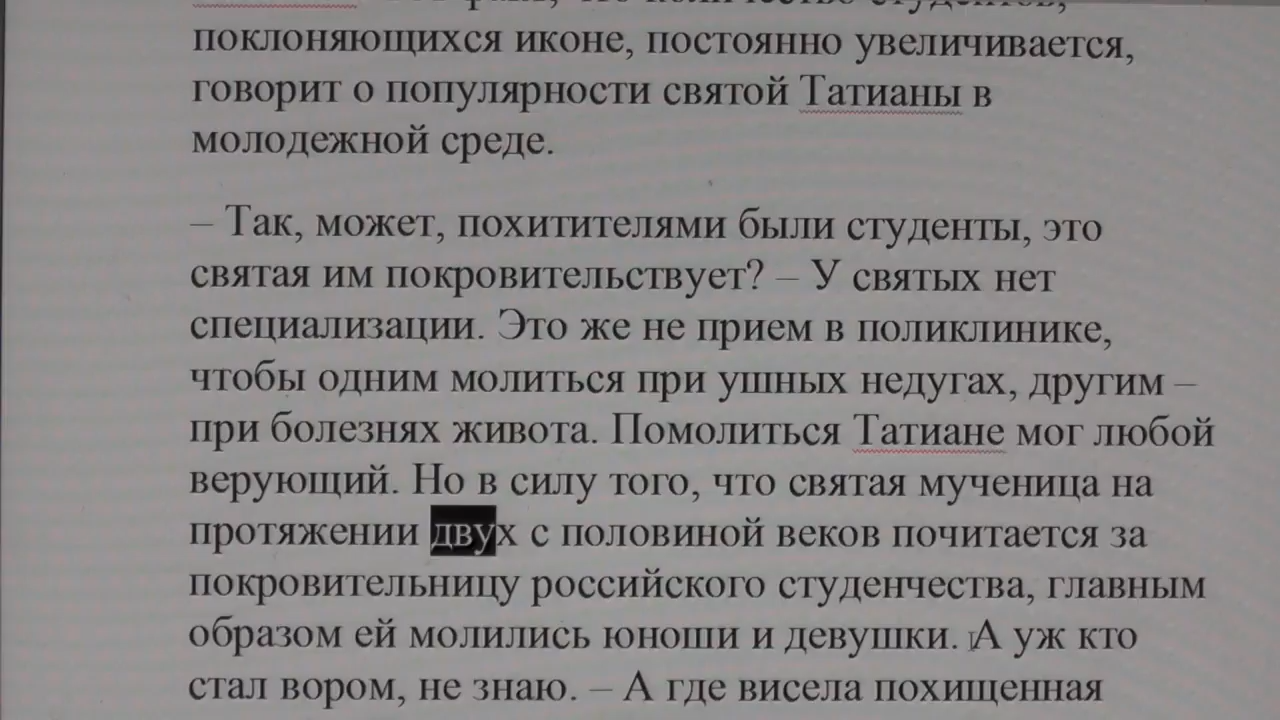 поклоняющихся иконе, постоянно увеличивается,
говорит о популярности святой Татианы в
молодежной среде.
– Так, может, похитителями были студенты, это
святая им покровительствует? – У святых нет
специализации. Это же не прием в поликлинике,
чтобы одним молиться при ушных недугах, другим –
при болезнях живота. Помолиться Татиане мог любой
верующий. Но в силу того, что святая мученица на
протяжении двух с половиной веков почитается за
покровительницу российского студенчества, главным
образом ей молились юноши и девушки. А уж кто
стал вором, не знаю. – А где висела похищенная